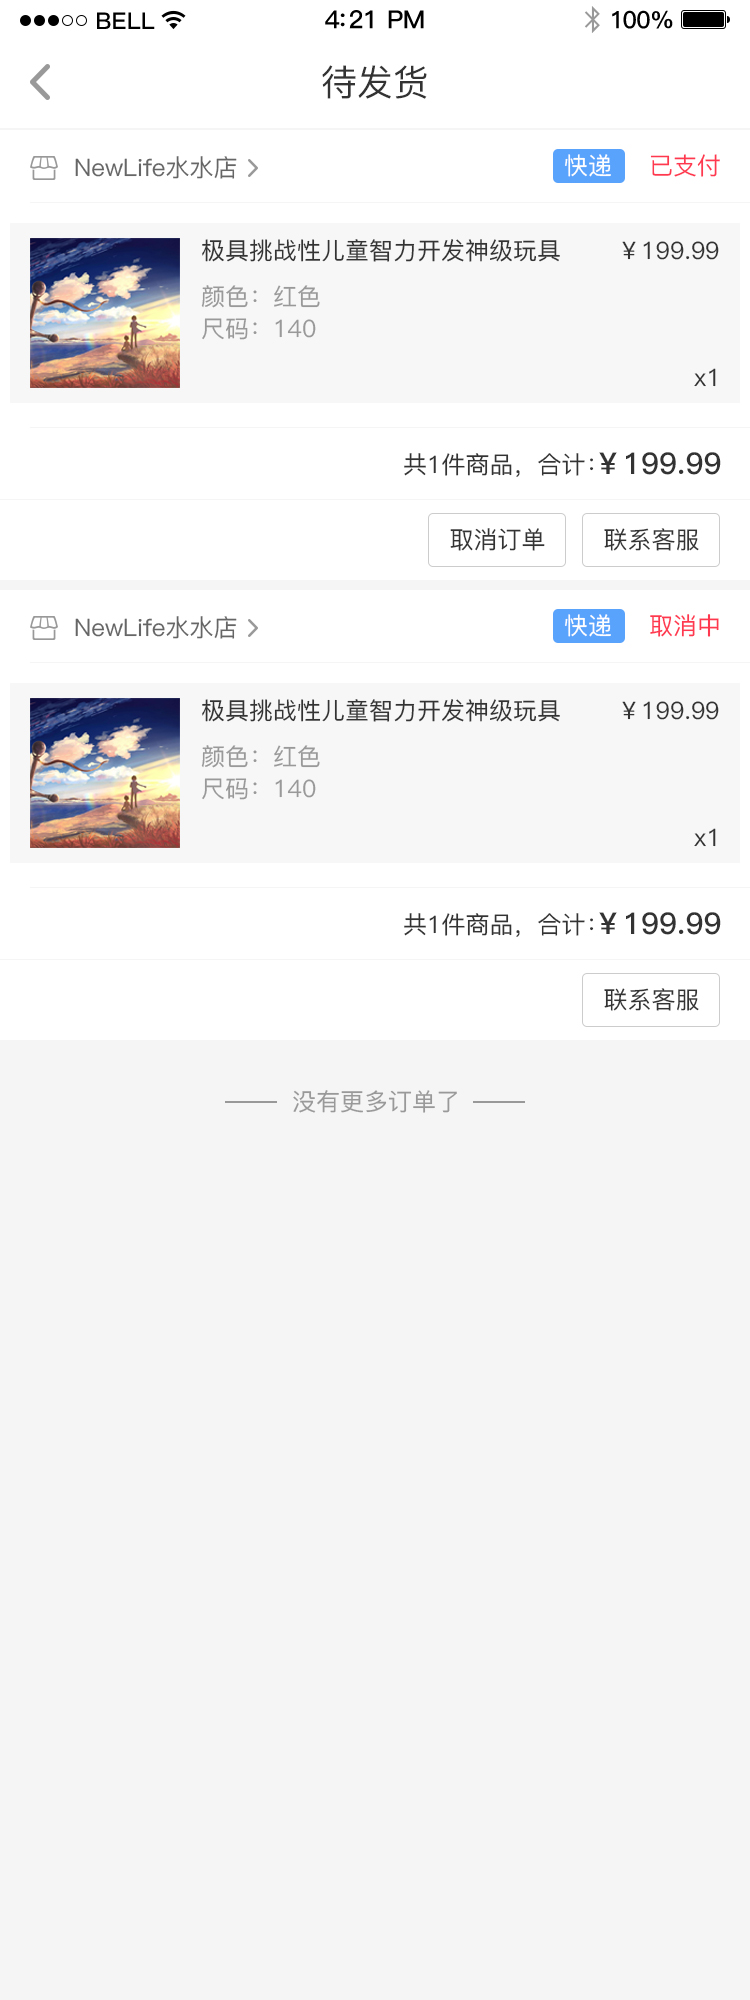 BELL 4:21 PM 100%
待发货
NewLife水水店 快递 已支付
极具挑战性儿童智力开发神级玩具 ¥ 199.99
颜色：红色
尺码：140
x1
共1件商品，合计:¥ 199.99
取消订单 联系客服
NewLife水水店 快递 取消中
极具挑战性儿童智力开发神级玩具 ¥ 199.99
颜色：红色
尺码：140
x1
共1件商品，合计:¥ 199.99
联系客服
没有更多订单了